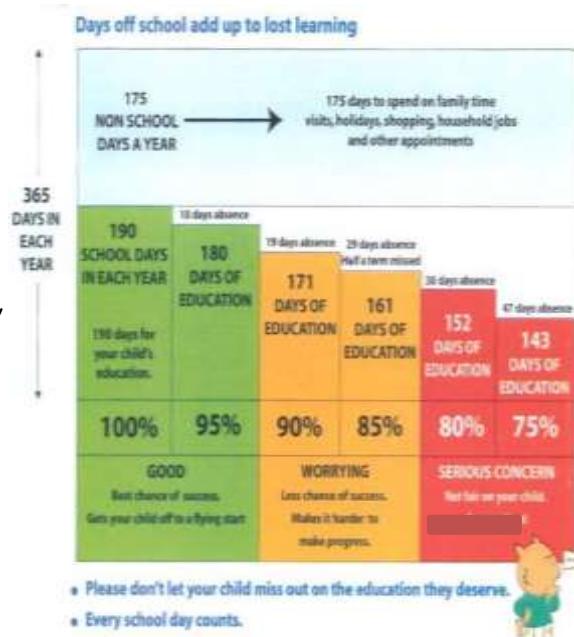 Days off school add up to lost learning
175
NON SCHOOL
DAYS A YEAR
175 days to spend on family time
visits, holidays, shopping, household jobs
and other appointments
365
DAYS IN
EACH
YEAR
190
SCHOOL DAYS
IN EACH YEAR
190 days for
your child's
education.
10 days absence
180
DAYS OF
EDUCATION
19 days absence
171
DAYS OF
EDUCATION
29 days absence
Half a term missed
161
DAYS OF
EDUCATION
days absence
152
DAYS OF
EDUCATION
47 days absence
143
DAYS OF
EDUCATION
100% 95% 90% 85% 80% 75%
GOOD
Best chance of success.
Gets your child off to a flying start
WORRYING
Less chance of success.
Makes it harder to
make progress.
SERIOUS CONCERN
Not fair on your child.
• Please don't let your child miss out on the education they deserve.
• Every school day counts.